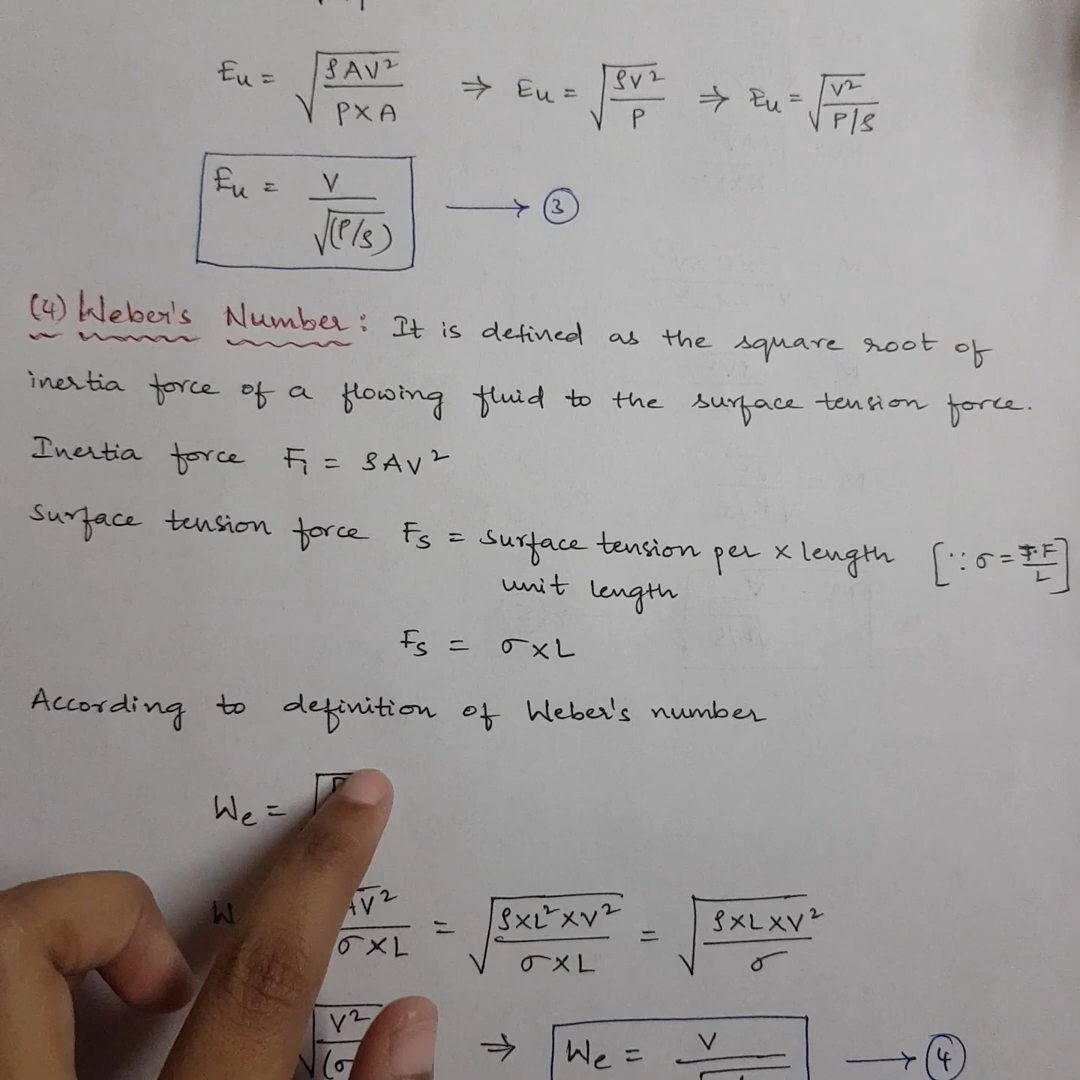 Eu = √(ρAV²/P×A) ⇒ Eu = √(ρV²/P) ⇒ Eu = √(V²/P/ρ)
Eu = V/√(P/ρ) → ③
(4) Weber's Number: It is defined as the square root of
inertia force of a flowing fluid to the surface tension force.
Inertia force Fi = ρAV²
Surface tension force Fs = surface tension per × length [∵ σ = F/L]
unit length
Fs = σ×L
According to definition of Weber's number
We = √
W AV²/σ×L = √(ρ×L²×V²/σ×L) = √(ρ×L×V²/σ)
√V²/(σ ⇒ We = V/√ → ④